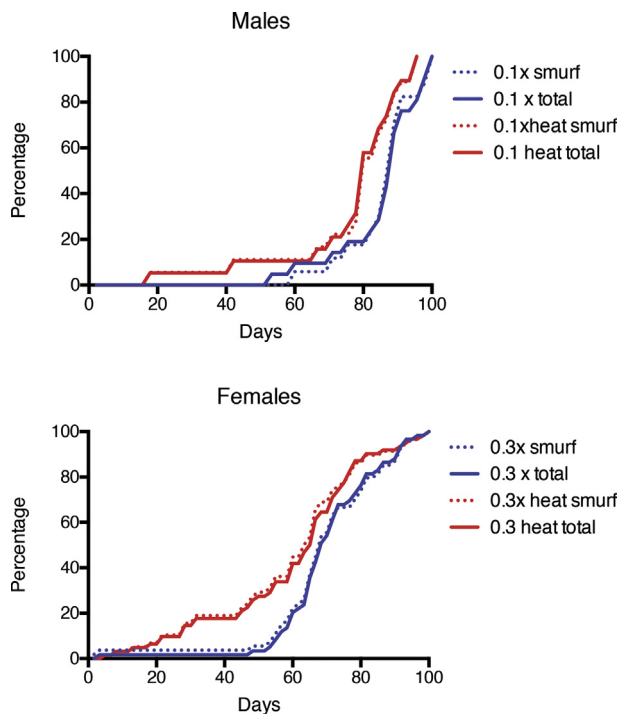 Males
100
80
60
40
20
0
Percentage
0 20 40 60 80 100
Days
0.1x smurf
0.1 x total
0.1xheat smurf
0.1 heat total
Females
100
80
60
40
20
0
Percentage
0 20 40 60 80 100
Days
0.3x smurf
0.3 x total
0.3x heat smurf
0.3 heat total